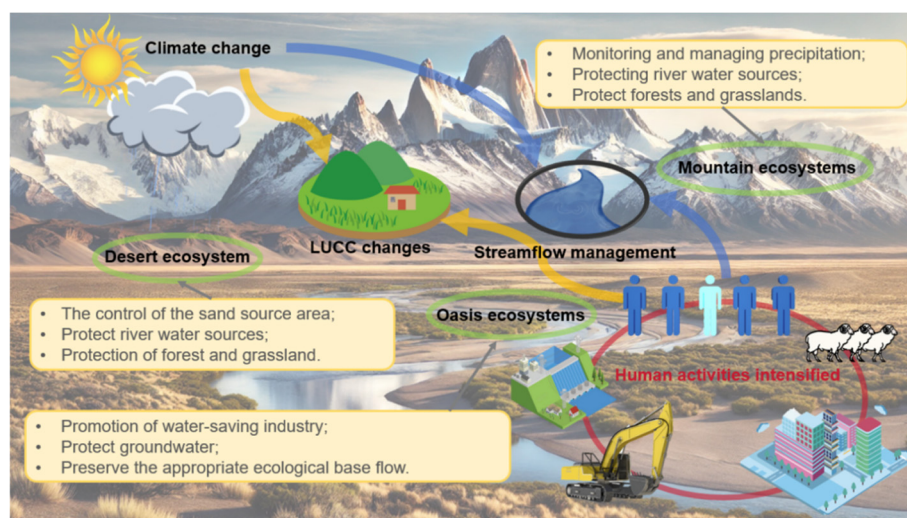 Climate change
• Monitoring and managing precipitation;
• Protecting river water sources;
• Protect forests and grasslands.
Mountain ecosystems
LUCC changes
Streamflow management
Desert ecosystem
• The control of the sand source area;
• Protect river water sources;
• Protection of forest and grassland.
Oasis ecosystems
Human activities intensified
• Promotion of water-saving industry;
• Protect groundwater;
• Preserve the appropriate ecological base flow.